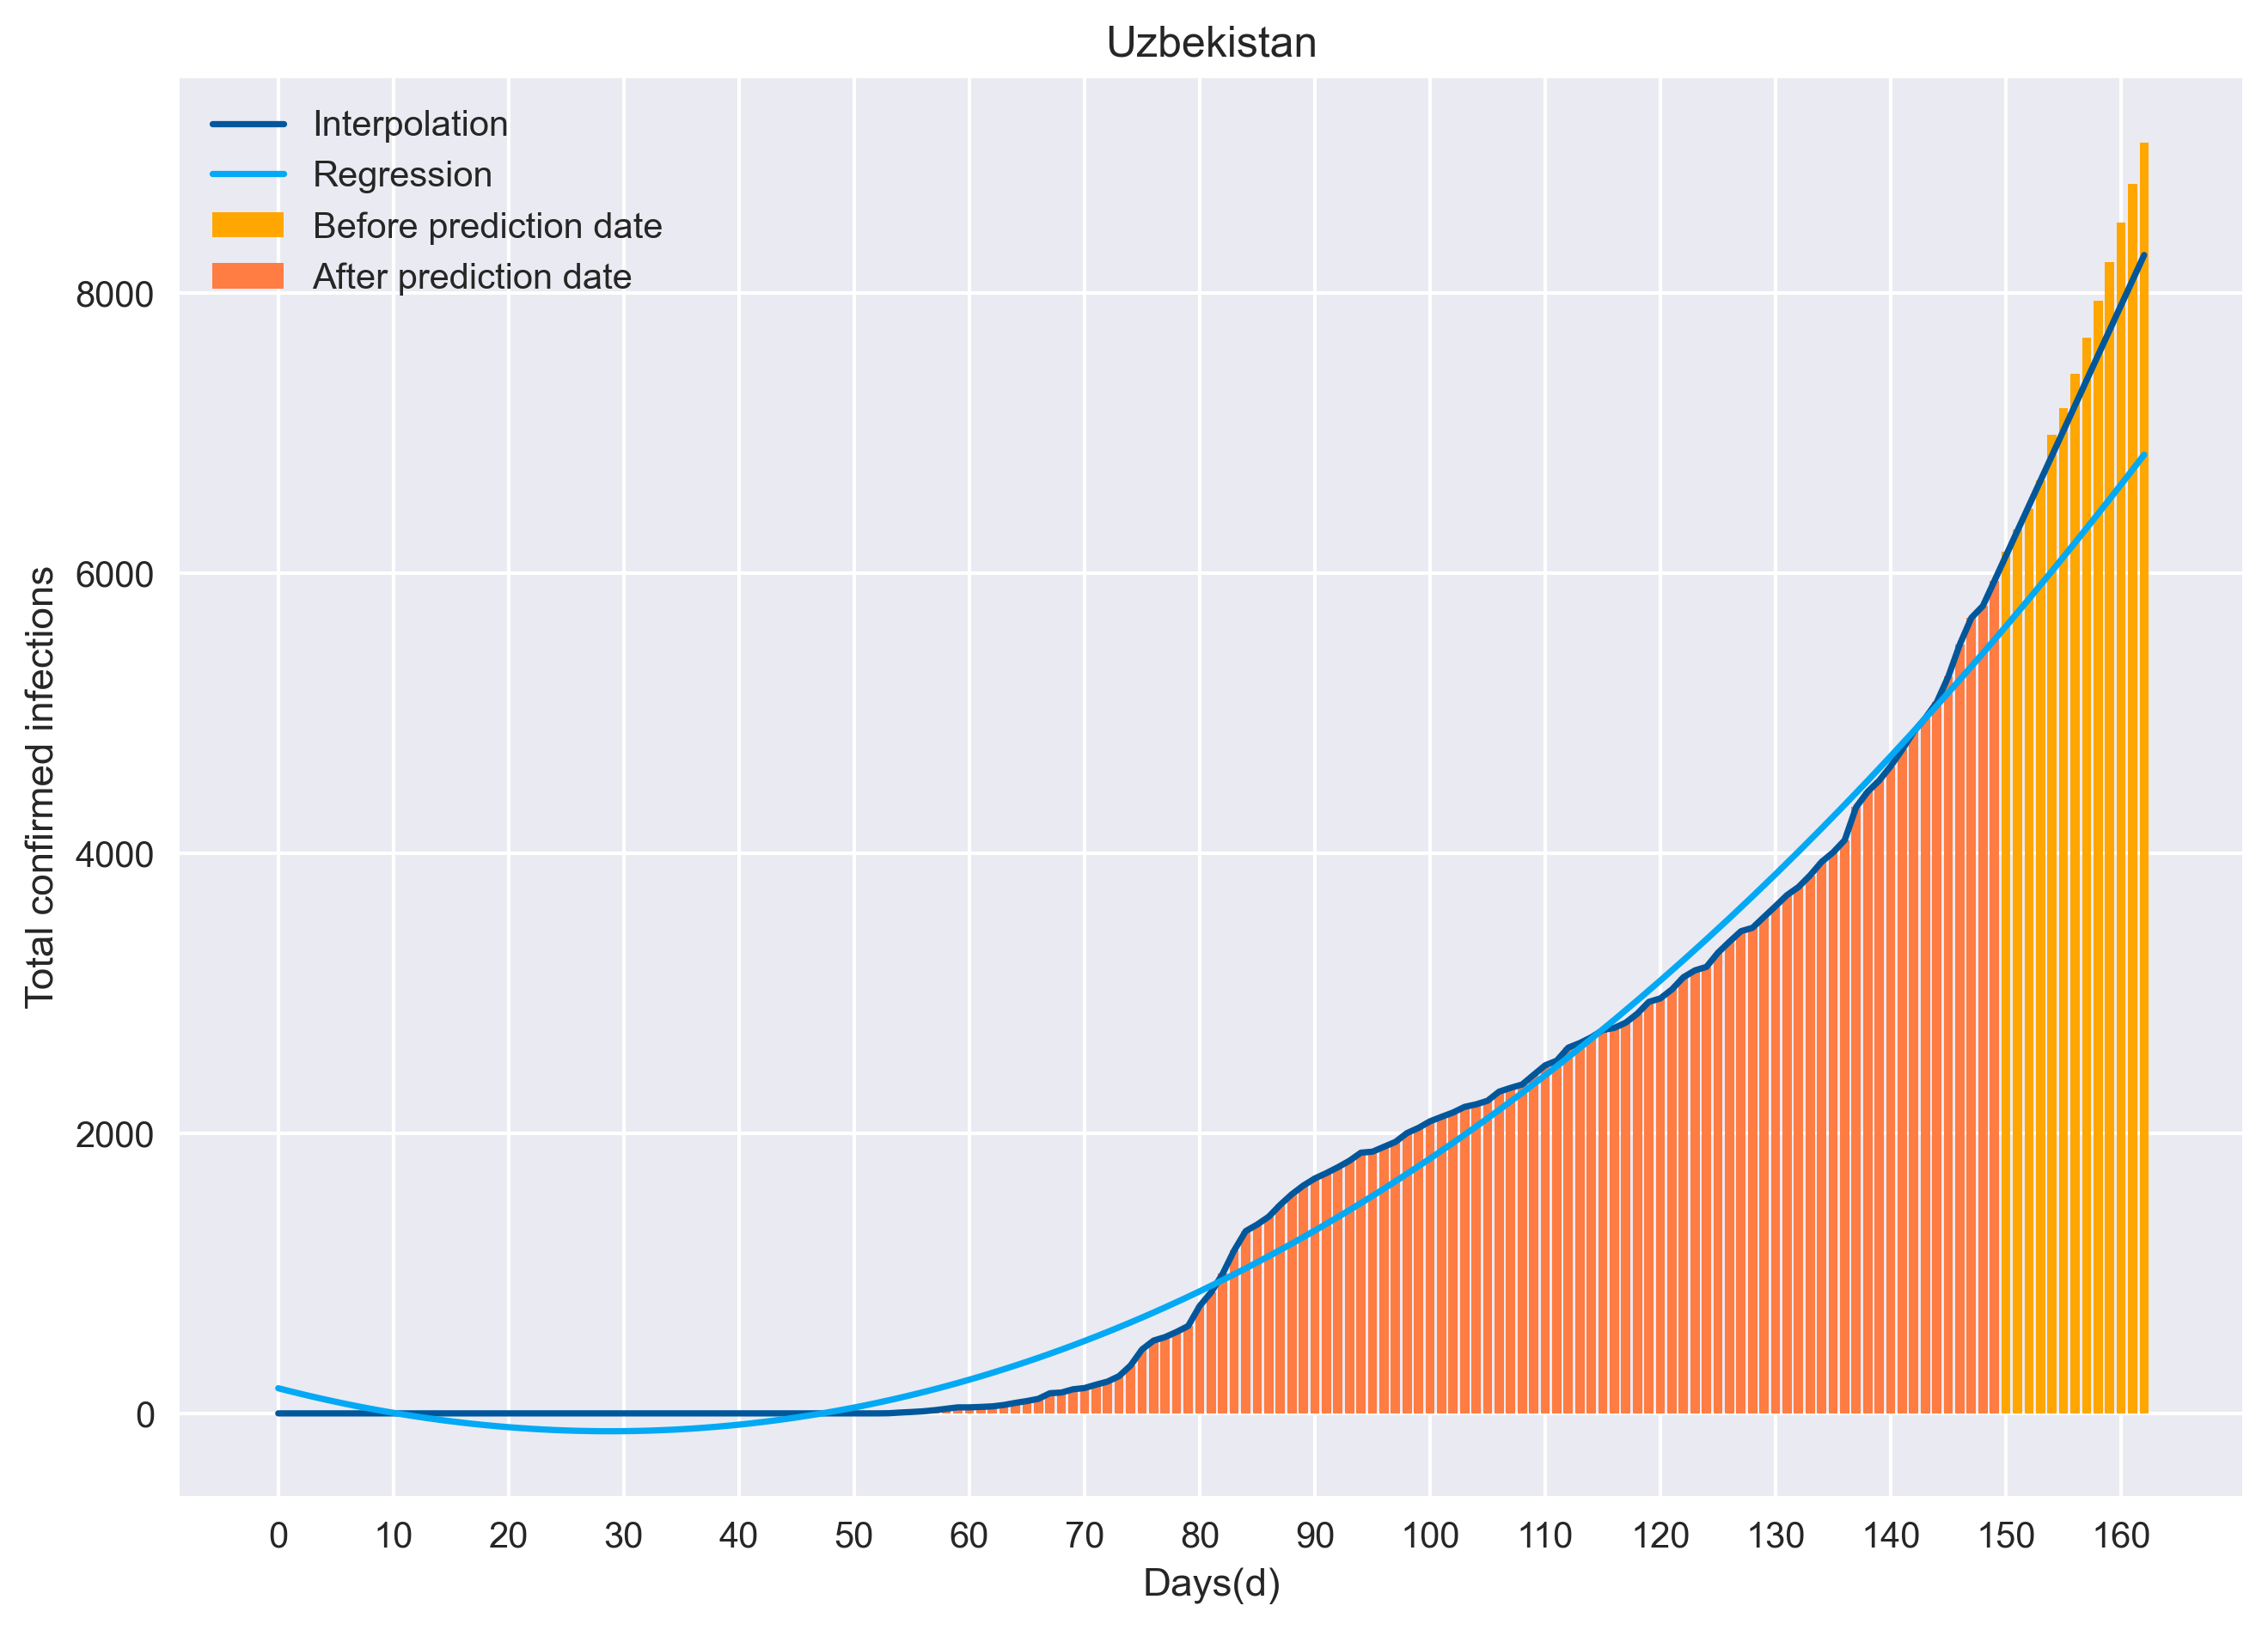 Uzbekistan
Interpolation
Regression
Before prediction date
After prediction date
8000
6000
4000
2000
0
Total confirmed infections
0 10 20 30 40 50 60 70 80 90 100 110 120 130 140 150 160
Days(d)